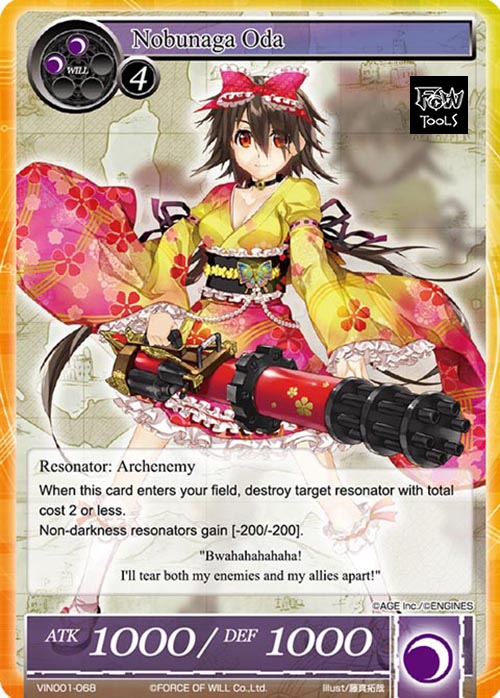 Nobunaga Oda
WILL
4
FOW
TOOLS
Resonator: Archenemy
When this card enters your field, destroy target resonator with total
cost 2 or less.
Non-darkness resonators gain [-200/-200].
"Bwahahahahaha!
I'll tear both my enemies and my allies apart!"
©AGE Inc./©ENGINES
ATK 1000 / DEF 1000
VIN001-068 ©FORCE OF WILL Co.,Ltd. Illust/藤真拓哉